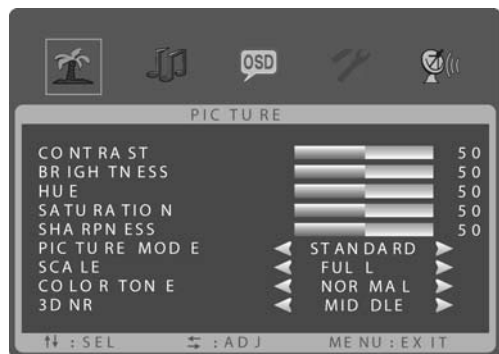 OSD
PICTURE
CONTRAST 50
BRIGHTNESS 50
HUE 50
SATURATION 50
SHARPNESS 50
PICTURE MODE STANDARD
SCALE FULL
COLOR TONE NORMAL
3D NR MIDDLE
:SEL :ADJ MENU:EXIT